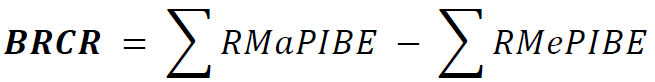 BRCR = ∑ RMaPIBE − ∑ RMePIBE